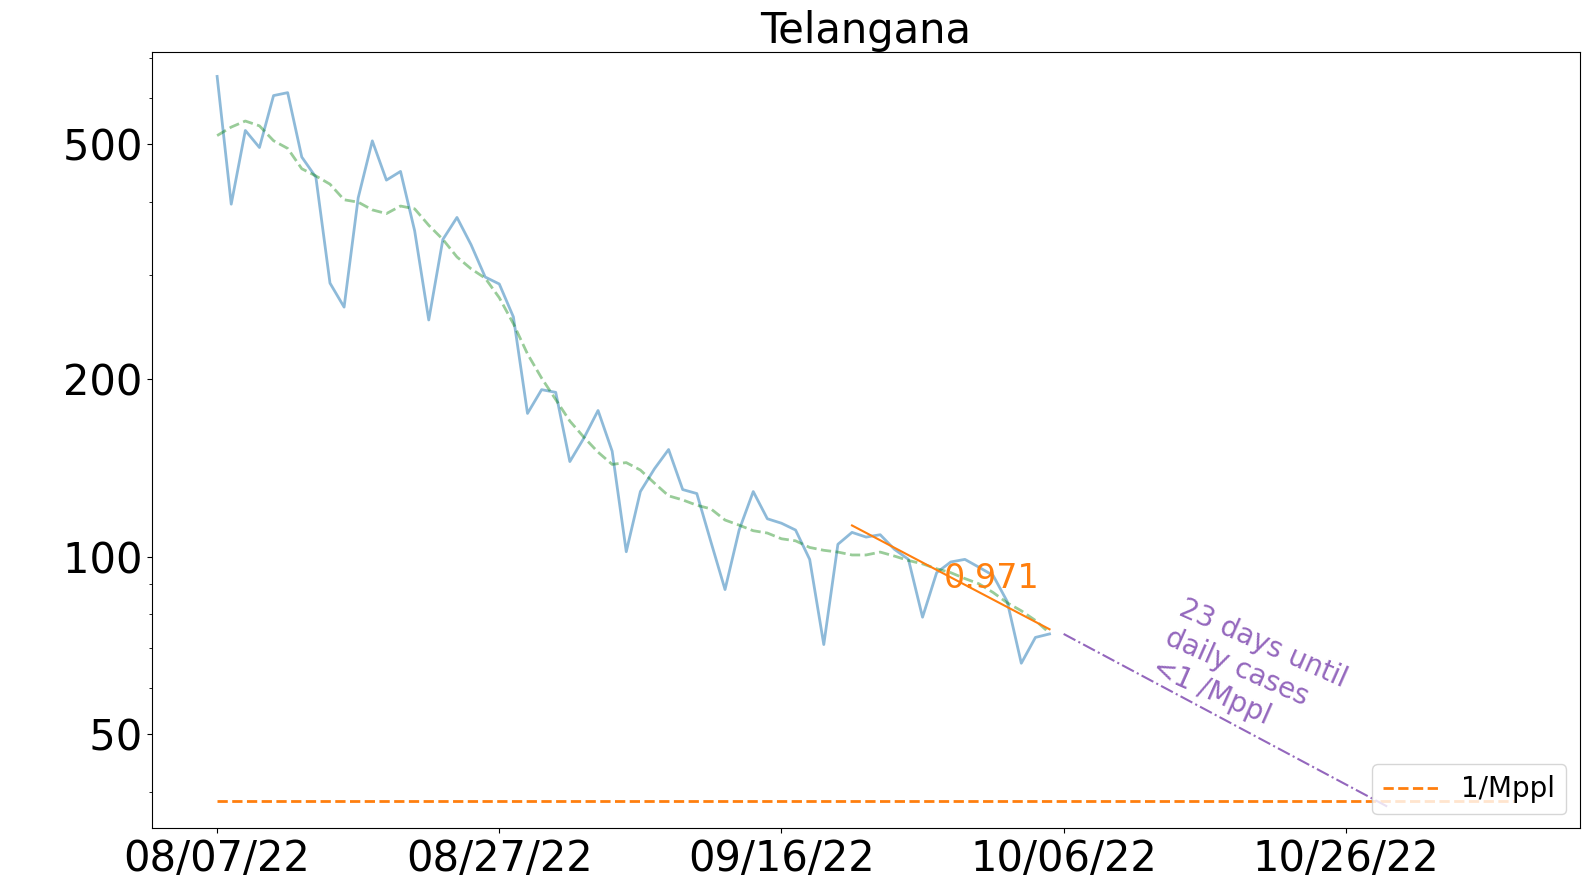 Telangana
500
200
100
50
0.971
23 days until
daily cases
<1 /Mppl
1/Mppl
08/07/22
08/27/22
09/16/22
10/06/22
10/26/22